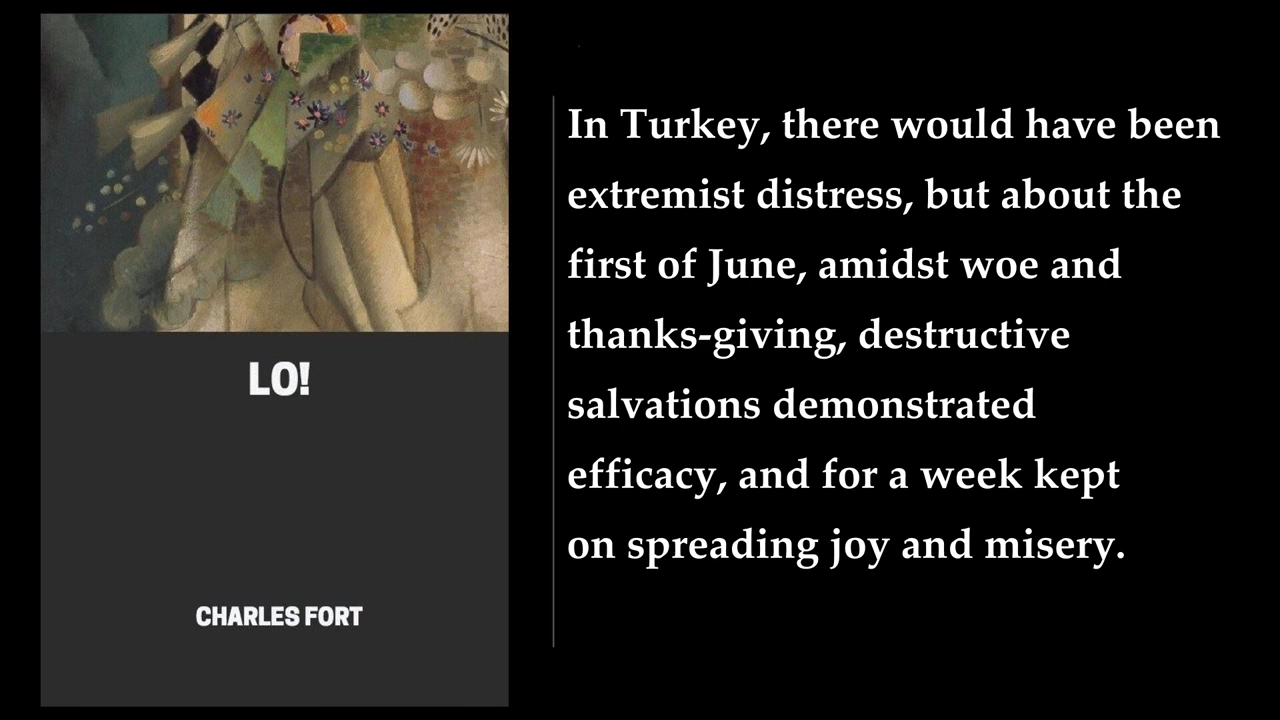 LO!
CHARLES FORT
In Turkey, there would have been
extremist distress, but about the
first of June, amidst woe and
thanks-giving, destructive
salvations demonstrated
efficacy, and for a week kept
on spreading joy and misery.